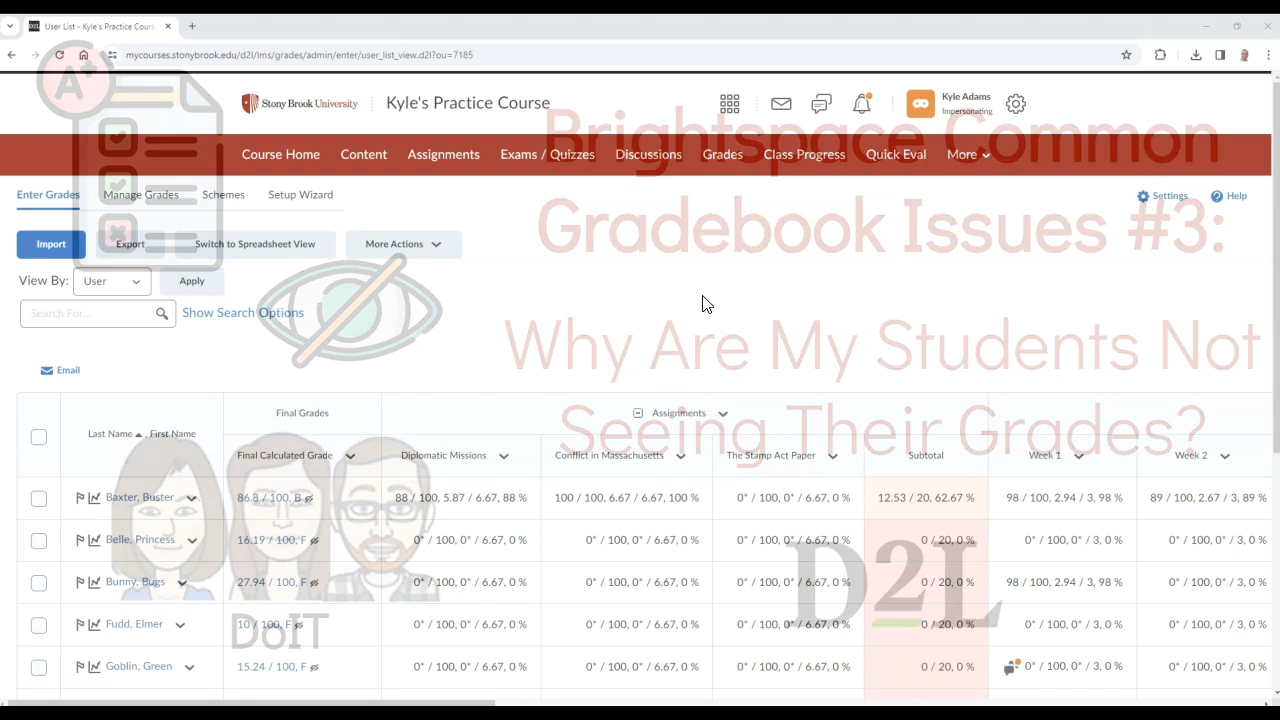 User List - Kyle's Practice Cours
mycourses.stonybrook.edu/d2l/lms/grades/admin/enter/user_list_view.d2l?ou=7185
A+
Stony Brook University
Kyle's Practice Course
Kyle Adams
Impersonating
Brightspace Common
Gradebook Issues #3:
Why Are My Students Not
Seeing Their Grades?
Course Home Content Assignments Exams / Quizzes Discussions Grades Class Progress Quick Eval More
Enter Grades Manage Grades Schemes Setup Wizard Settings Help
Import Export Switch to Spreadsheet View More Actions
View By: User Apply
Search For... Show Search Options
Email
Final Grades Assignments
Last Name , First Name
Final Calculated Grade Diplomatic Missions Conflict in Massachusetts The Stamp Act Paper Subtotal Week 1 Week 2
Baxter, Buster 86.8 / 100, B 88 / 100, 5.87 / 6.67, 88 % 100 / 100, 6.67 / 6.67, 100 % 0* / 100, 0* / 6.67, 0 % 12.53 / 20, 62.67 % 98 / 100, 2.94 / 3, 98 % 89 / 100, 2.67 / 3, 89 %
Belle, Princess 16.19 / 100, F 0* / 100, 0* / 6.67, 0 % 0* / 100, 0* / 6.67, 0 % 0* / 100, 0* / 6.67, 0 % 0 / 20, 0 % 0* / 100, 0* / 3, 0 % 0* / 100, 0* / 3, 0 %
Bunny, Bugs 27.94 / 100, F 0* / 100, 0* / 6.67, 0 % 0* / 100, 0* / 6.67, 0 % 0* / 100, 0* / 6.67, 0 % 0 / 20, 0 % 98 / 100, 2.94 / 3, 98 % 0* / 100, 0* / 3, 0 %
Fudd, Elmer 10 / 100, F 0* / 100, 0* / 6.67, 0 % 0* / 100, 0* / 6.67, 0 % 0* / 100, 0* / 6.67, 0 % 0 / 20, 0 % 0* / 100, 0* / 3, 0 % 0* / 100, 0* / 3, 0 %
Goblin, Green 15.24 / 100, F 0* / 100, 0* / 6.67, 0 % 0* / 100, 0* / 6.67, 0 % 0* / 100, 0* / 6.67, 0 % 0 / 20, 0 % 0* / 100, 0* / 3, 0 % 0* / 100, 0* / 3, 0 %
DoIT
D2L